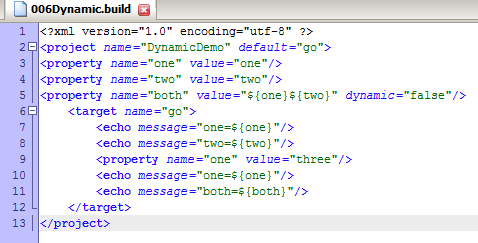 006Dynamic.build
1 <?xml version="1.0" encoding="utf-8" ?>
2 <project name="DynamicDemo" default="go">
3 <property name="one" value="one"/>
4 <property name="two" value="two"/>
5 <property name="both" value="${one}${two}" dynamic="false"/>
6 <target name="go">
7 <echo message="one=${one}"/>
8 <echo message="two=${two}"/>
9 <property name="one" value="three"/>
10 <echo message="one=${one}"/>
11 <echo message="both=${both}"/>
12 </target>
13 </project>